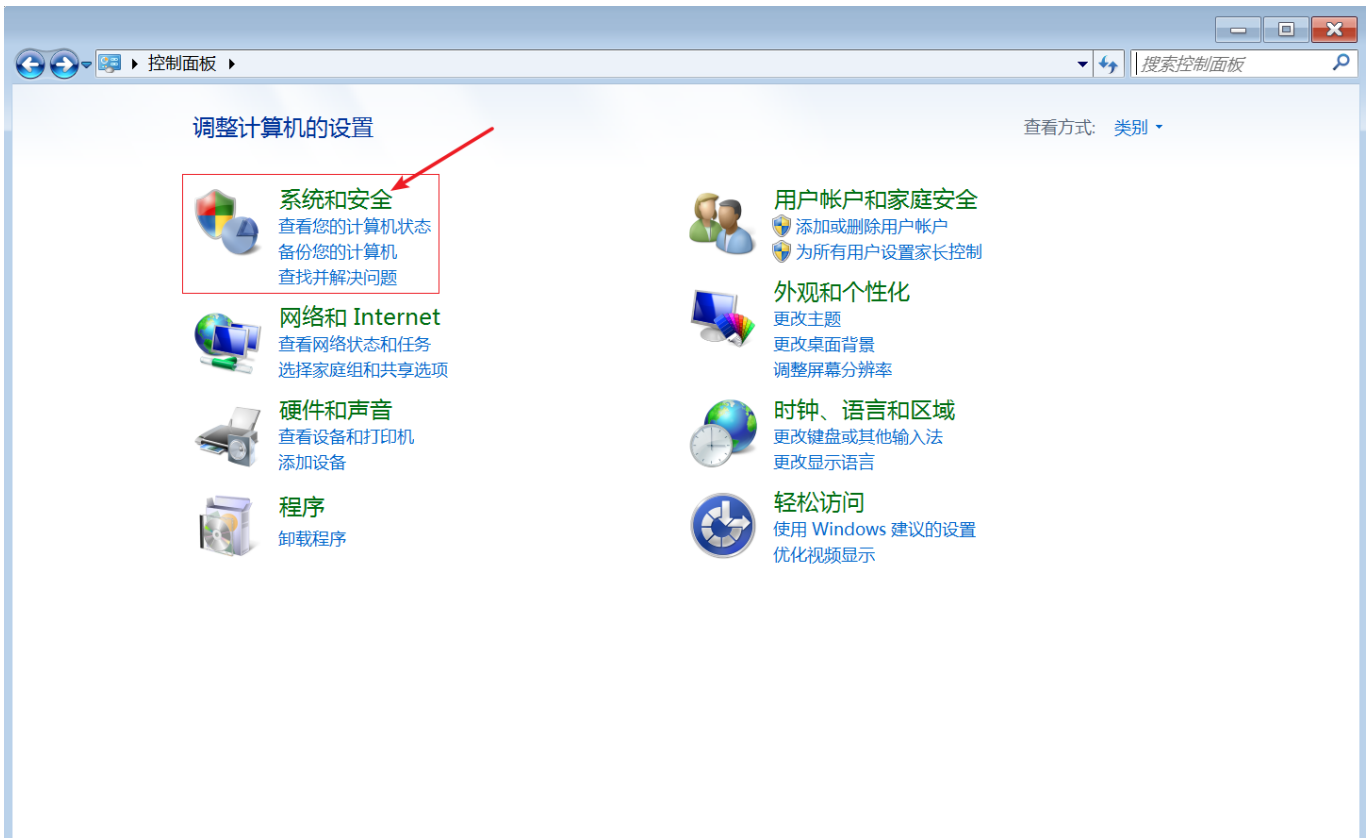 控制面板
搜索控制面板
调整计算机的设置
查看方式: 类别
系统和安全
查看您的计算机状态
备份您的计算机
查找并解决问题
网络和 Internet
查看网络状态和任务
选择家庭组和共享选项
硬件和声音
查看设备和打印机
添加设备
程序
卸载程序
用户帐户和家庭安全
添加或删除用户帐户
为所有用户设置家长控制
外观和个性化
更改主题
更改桌面背景
调整屏幕分辨率
时钟、语言和区域
更改键盘或其他输入法
更改显示语言
轻松访问
使用 Windows 建议的设置
优化视频显示